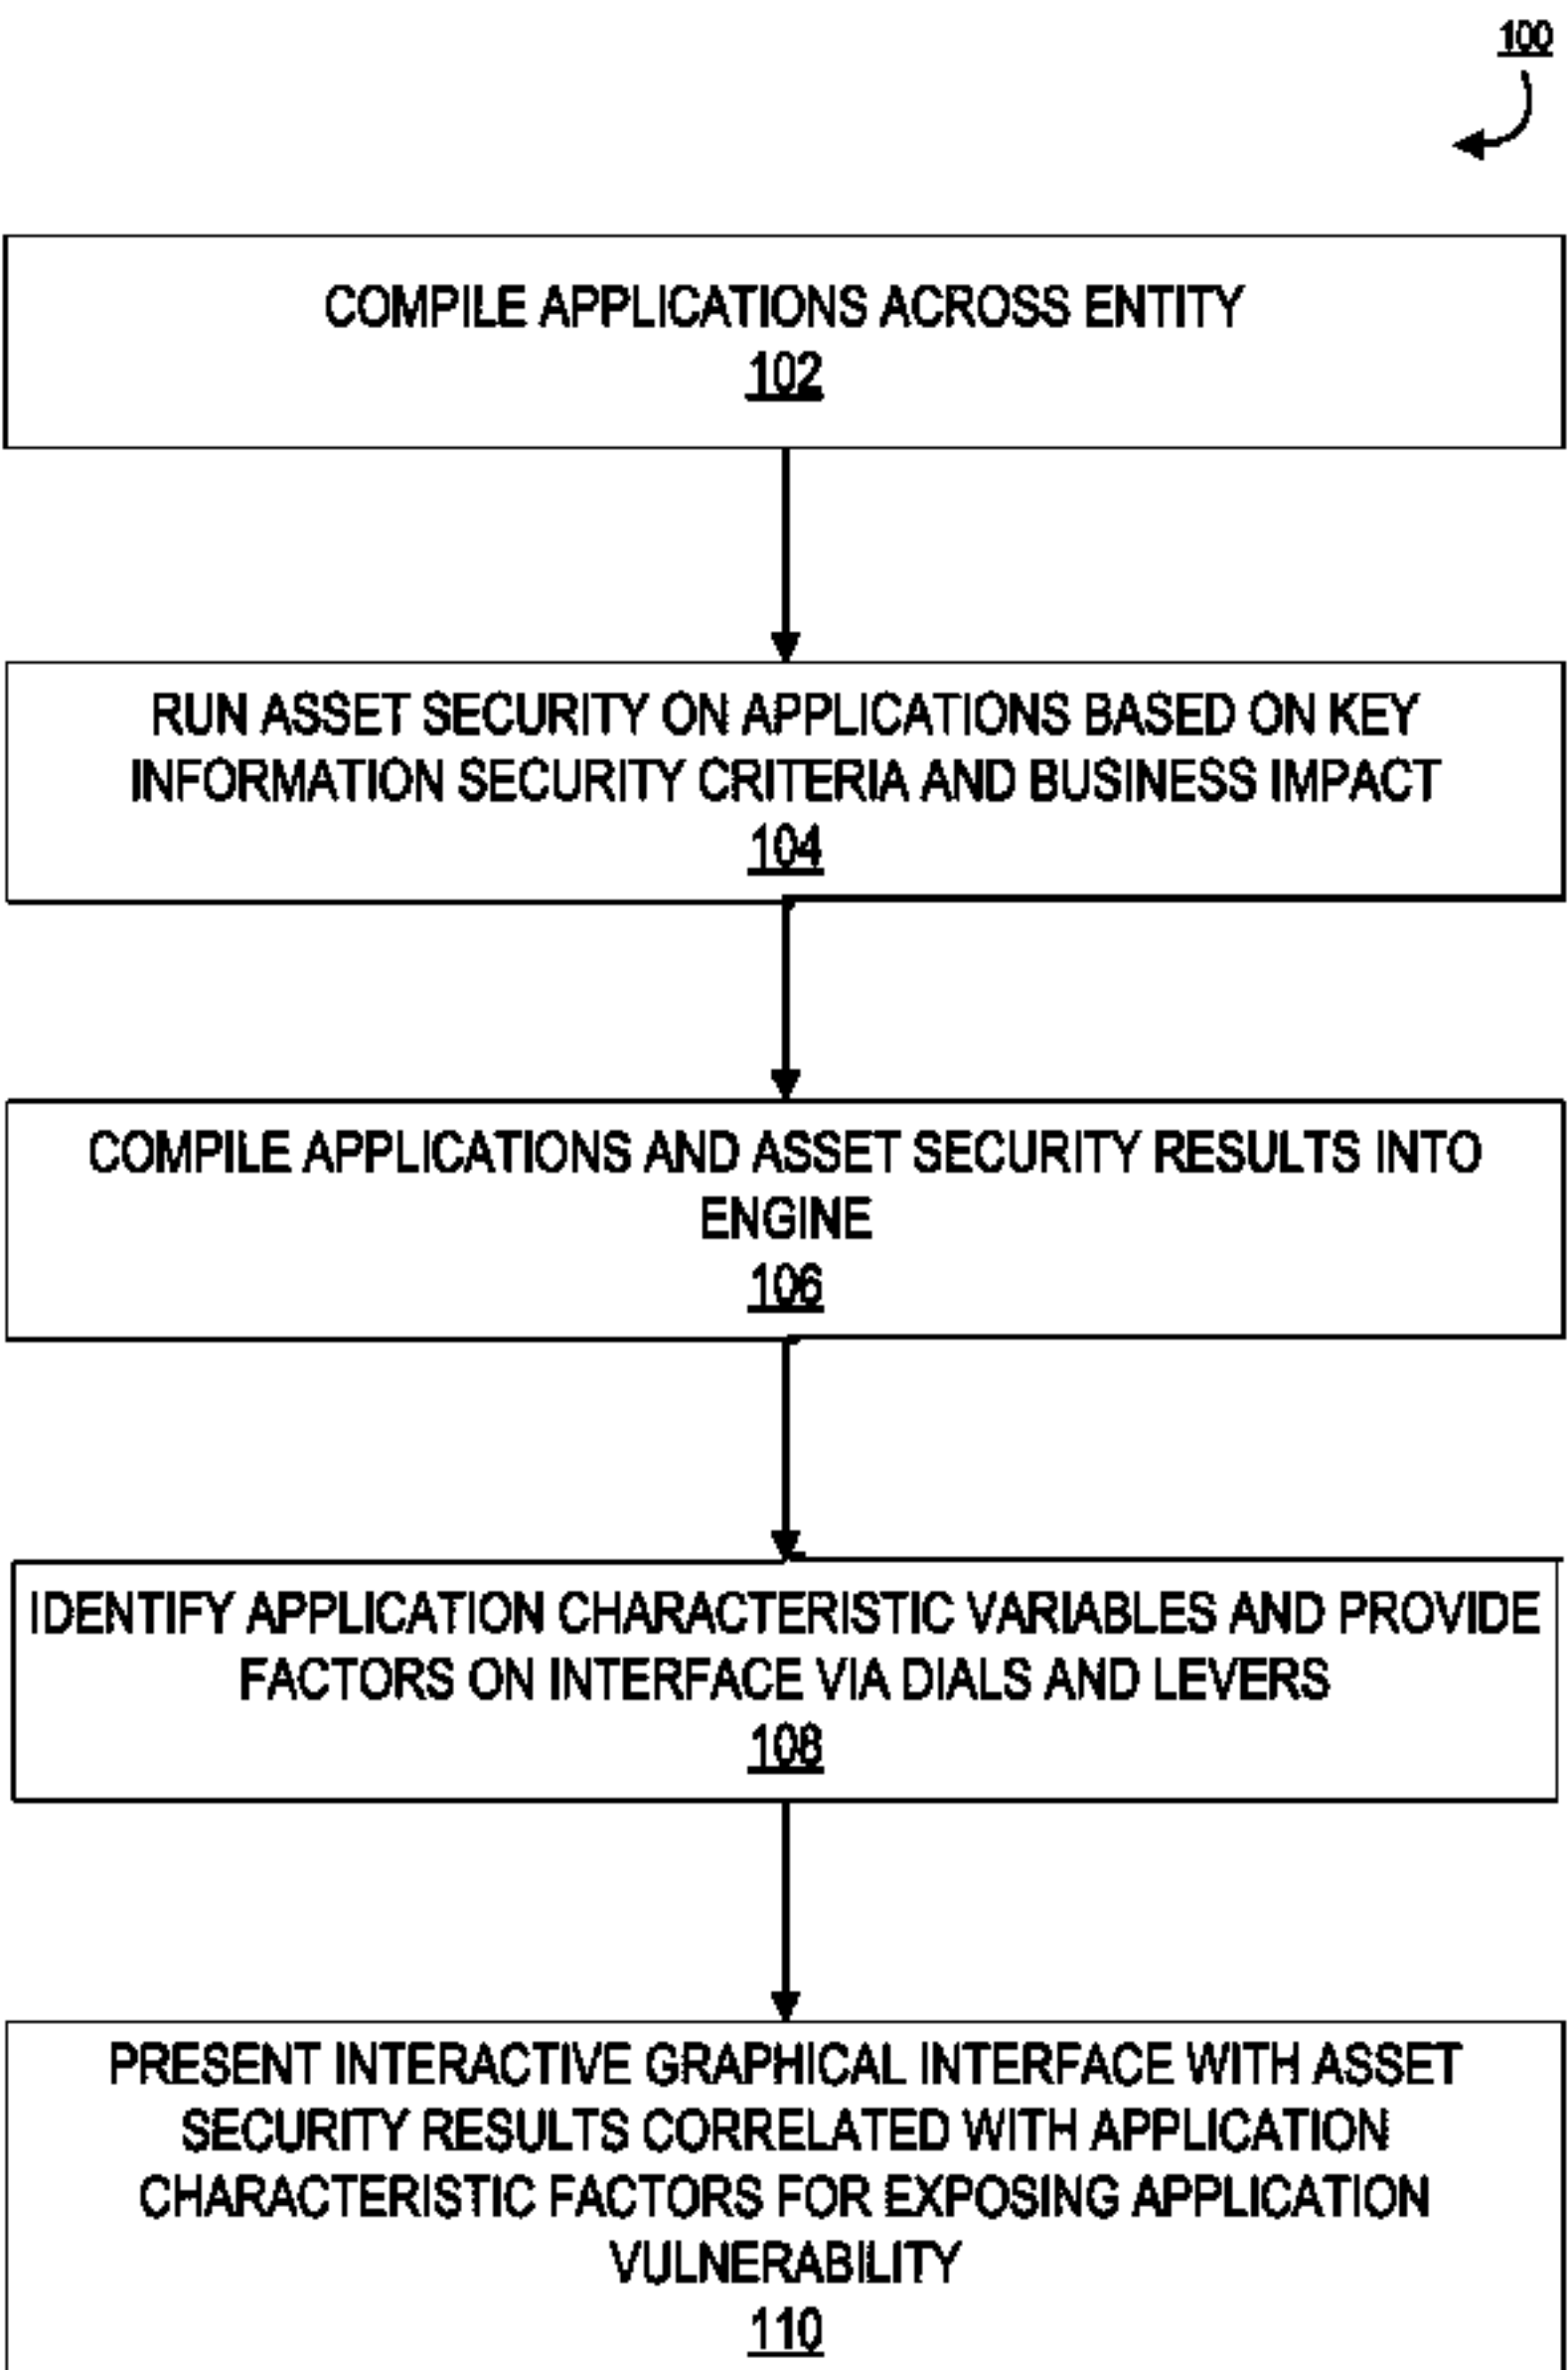 100
COMPILE APPLICATIONS ACROSS ENTITY
102
RUN ASSET SECURITY ON APPLICATIONS BASED ON KEY
INFORMATION SECURITY CRITERIA AND BUSINESS IMPACT
104
COMPILE APPLICATIONS AND ASSET SECURITY RESULTS INTO
ENGINE
106
IDENTIFY APPLICATION CHARACTERISTIC VARIABLES AND PROVIDE
FACTORS ON INTERFACE VIA DIALS AND LEVERS
108
PRESENT INTERACTIVE GRAPHICAL INTERFACE WITH ASSET
SECURITY RESULTS CORRELATED WITH APPLICATION
CHARACTERISTIC FACTORS FOR EXPOSING APPLICATION
VULNERABILITY
110